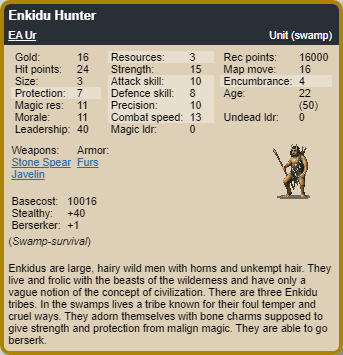 Enkidu Hunter
EA Ur Unit (swamp)
Gold: 16 Resources: 3 Rec points: 16000
Hit points: 24 Strength: 15 Map move: 16
Size: 3 Attack skill: 10 Encumbrance: 4
Protection: 7 Defence skill: 8 Age: 22
Magic res: 11 Precision: 10 (50)
Morale: 11 Combat speed: 13 Undead ldr: 0
Leadership: 40 Magic ldr: 0
Weapons: Armor:
Stone Spear Furs
Javelin
Basecost: 10016
Stealthy: +40
Berserker: +1
(Swamp-survival)
Enkidus are large, hairy wild men with horns and unkempt hair. They
live and frolic with the beasts of the wilderness and have only a
vague notion of the concept of civilization. There are three Enkidu
tribes. In the swamps lives a tribe known for their foul temper and
cruel ways. They adorn themselves with bone charms supposed to
give strength and protection from malign magic. They are able to go
berserk.